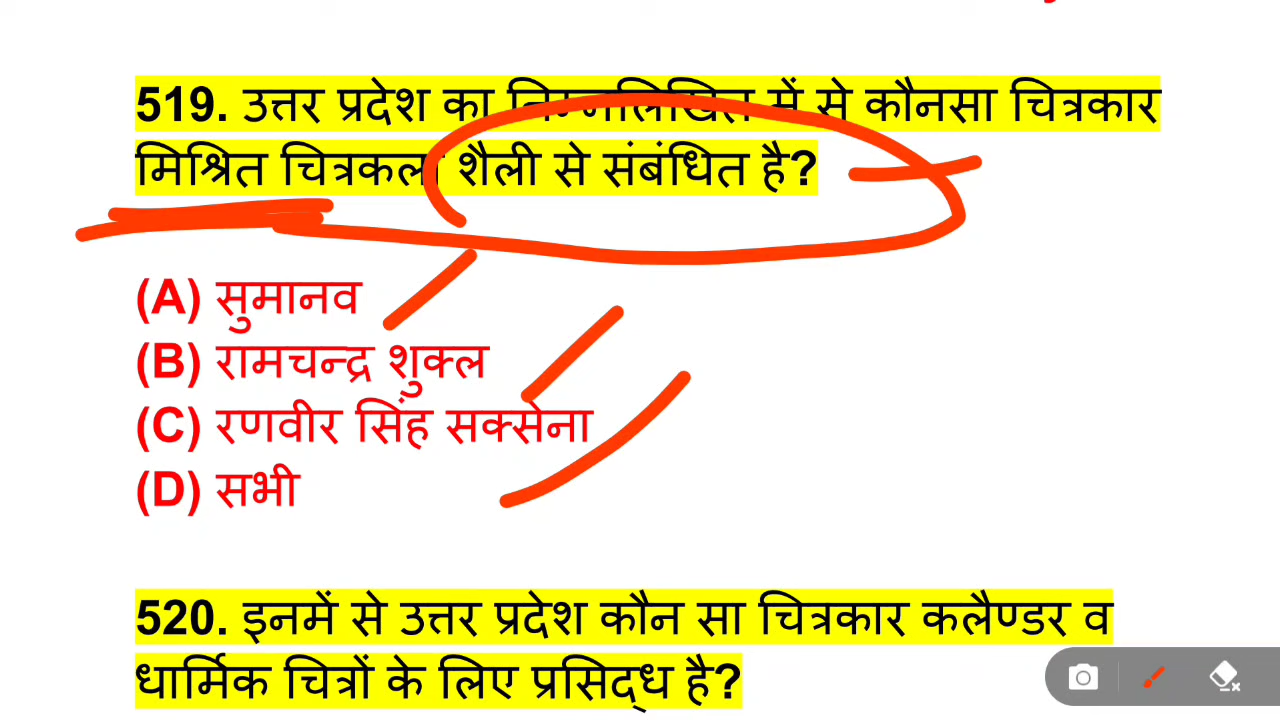 519. उत्तर प्रदेश का निम्नलिखित में से कौनसा चित्रकार
मिश्रित चित्रकला शैली से संबंधित है?
(A) सुमानव
(B) रामचन्द्र शुक्ल
(C) रणवीर सिंह सक्सेना
(D) सभी
520. इनमें से उत्तर प्रदेश कौन सा चित्रकार कलैण्डर व
धार्मिक चित्रों के लिए प्रसिद्ध है?